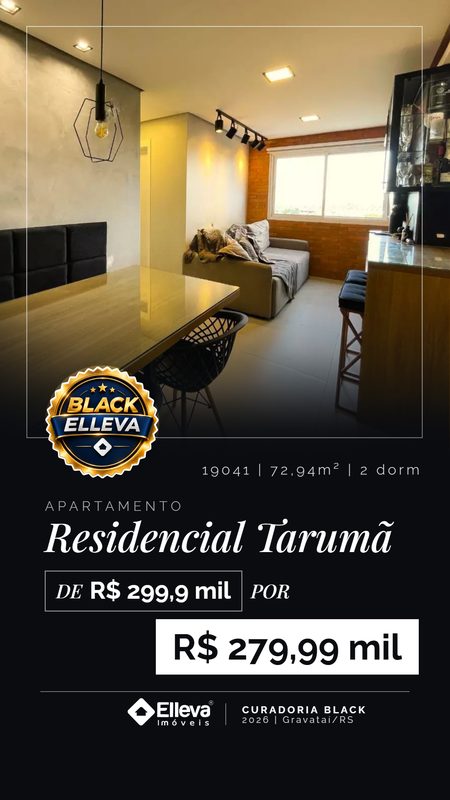 BLACK
ELLEVA
19041 | 72,94m² | 2 dorm
APARTAMENTO
Residencial Tarumã
DE R$ 299,9 mil POR
R$ 279,99 mil
Elleva® Imóveis | CURADORIA BLACK
2026 | Gravataí/RS